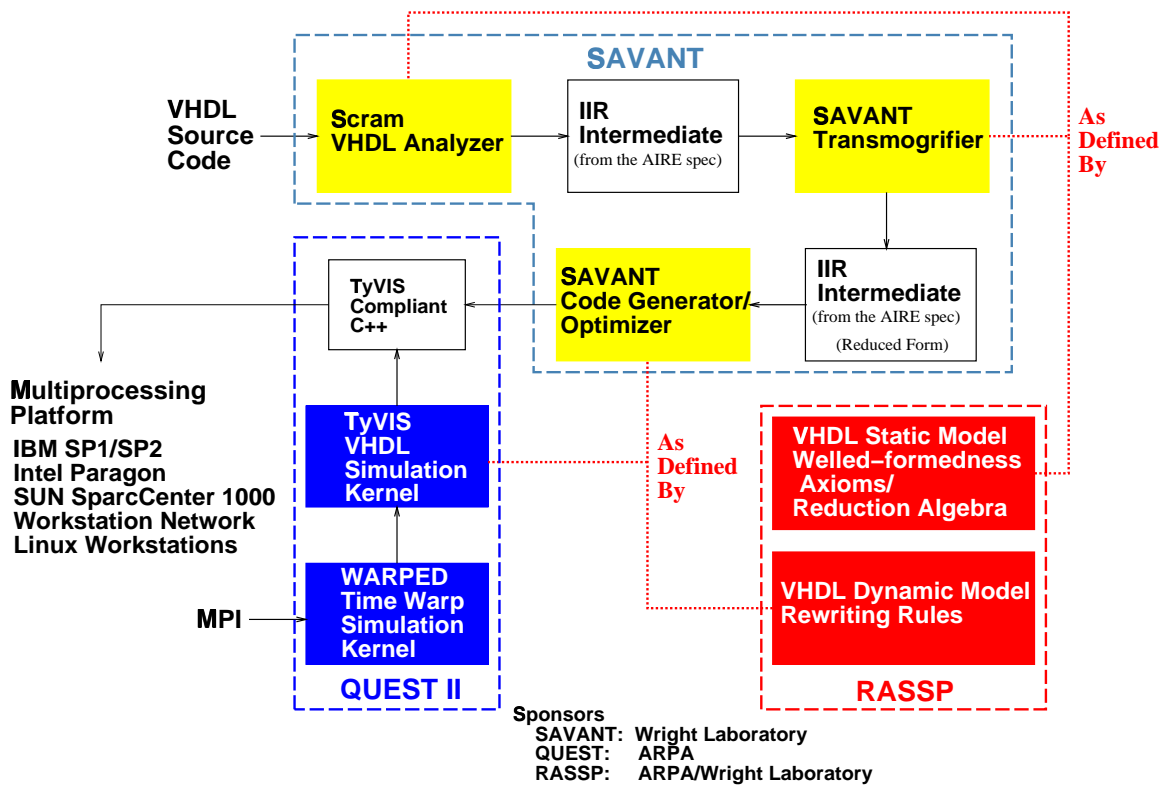 SAVANT
VHDL
Source
Code
Scram
VHDL Analyzer
IIR
Intermediate
(from the AIRE spec)
SAVANT
Transmogrifier
As
Defined
By
TyVIS
Compliant
C++
SAVANT
Code Generator/
Optimizer
IIR
Intermediate
(from the AIRE spec)
(Reduced Form)
Multiprocessing
Platform
IBM SP1/SP2
Intel Paragon
SUN SparcCenter 1000
Workstation Network
Linux Workstations
TyVIS
VHDL
Simulation
Kernel
As
Defined
By
VHDL Static Model
Welled-formedness
Axioms/
Reduction Algebra
MPI
WARPED
Time Warp
Simulation
Kernel
VHDL Dynamic Model
Rewriting Rules
QUEST II
RASSP
Sponsors
SAVANT: Wright Laboratory
QUEST: ARPA
RASSP: ARPA/Wright Laboratory